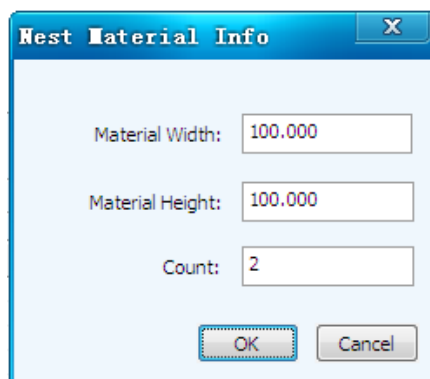 Nest Material Info X
Material Width: 100.000
Material Height: 100.000
Count: 2
OK Cancel